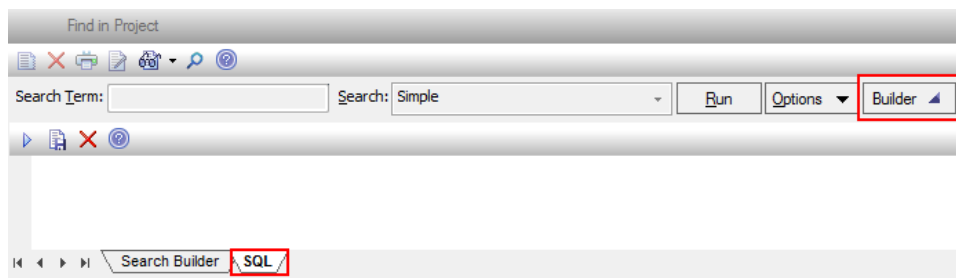 Find in Project
Search Term: Search: Simple Run Options Builder
Search Builder SQL